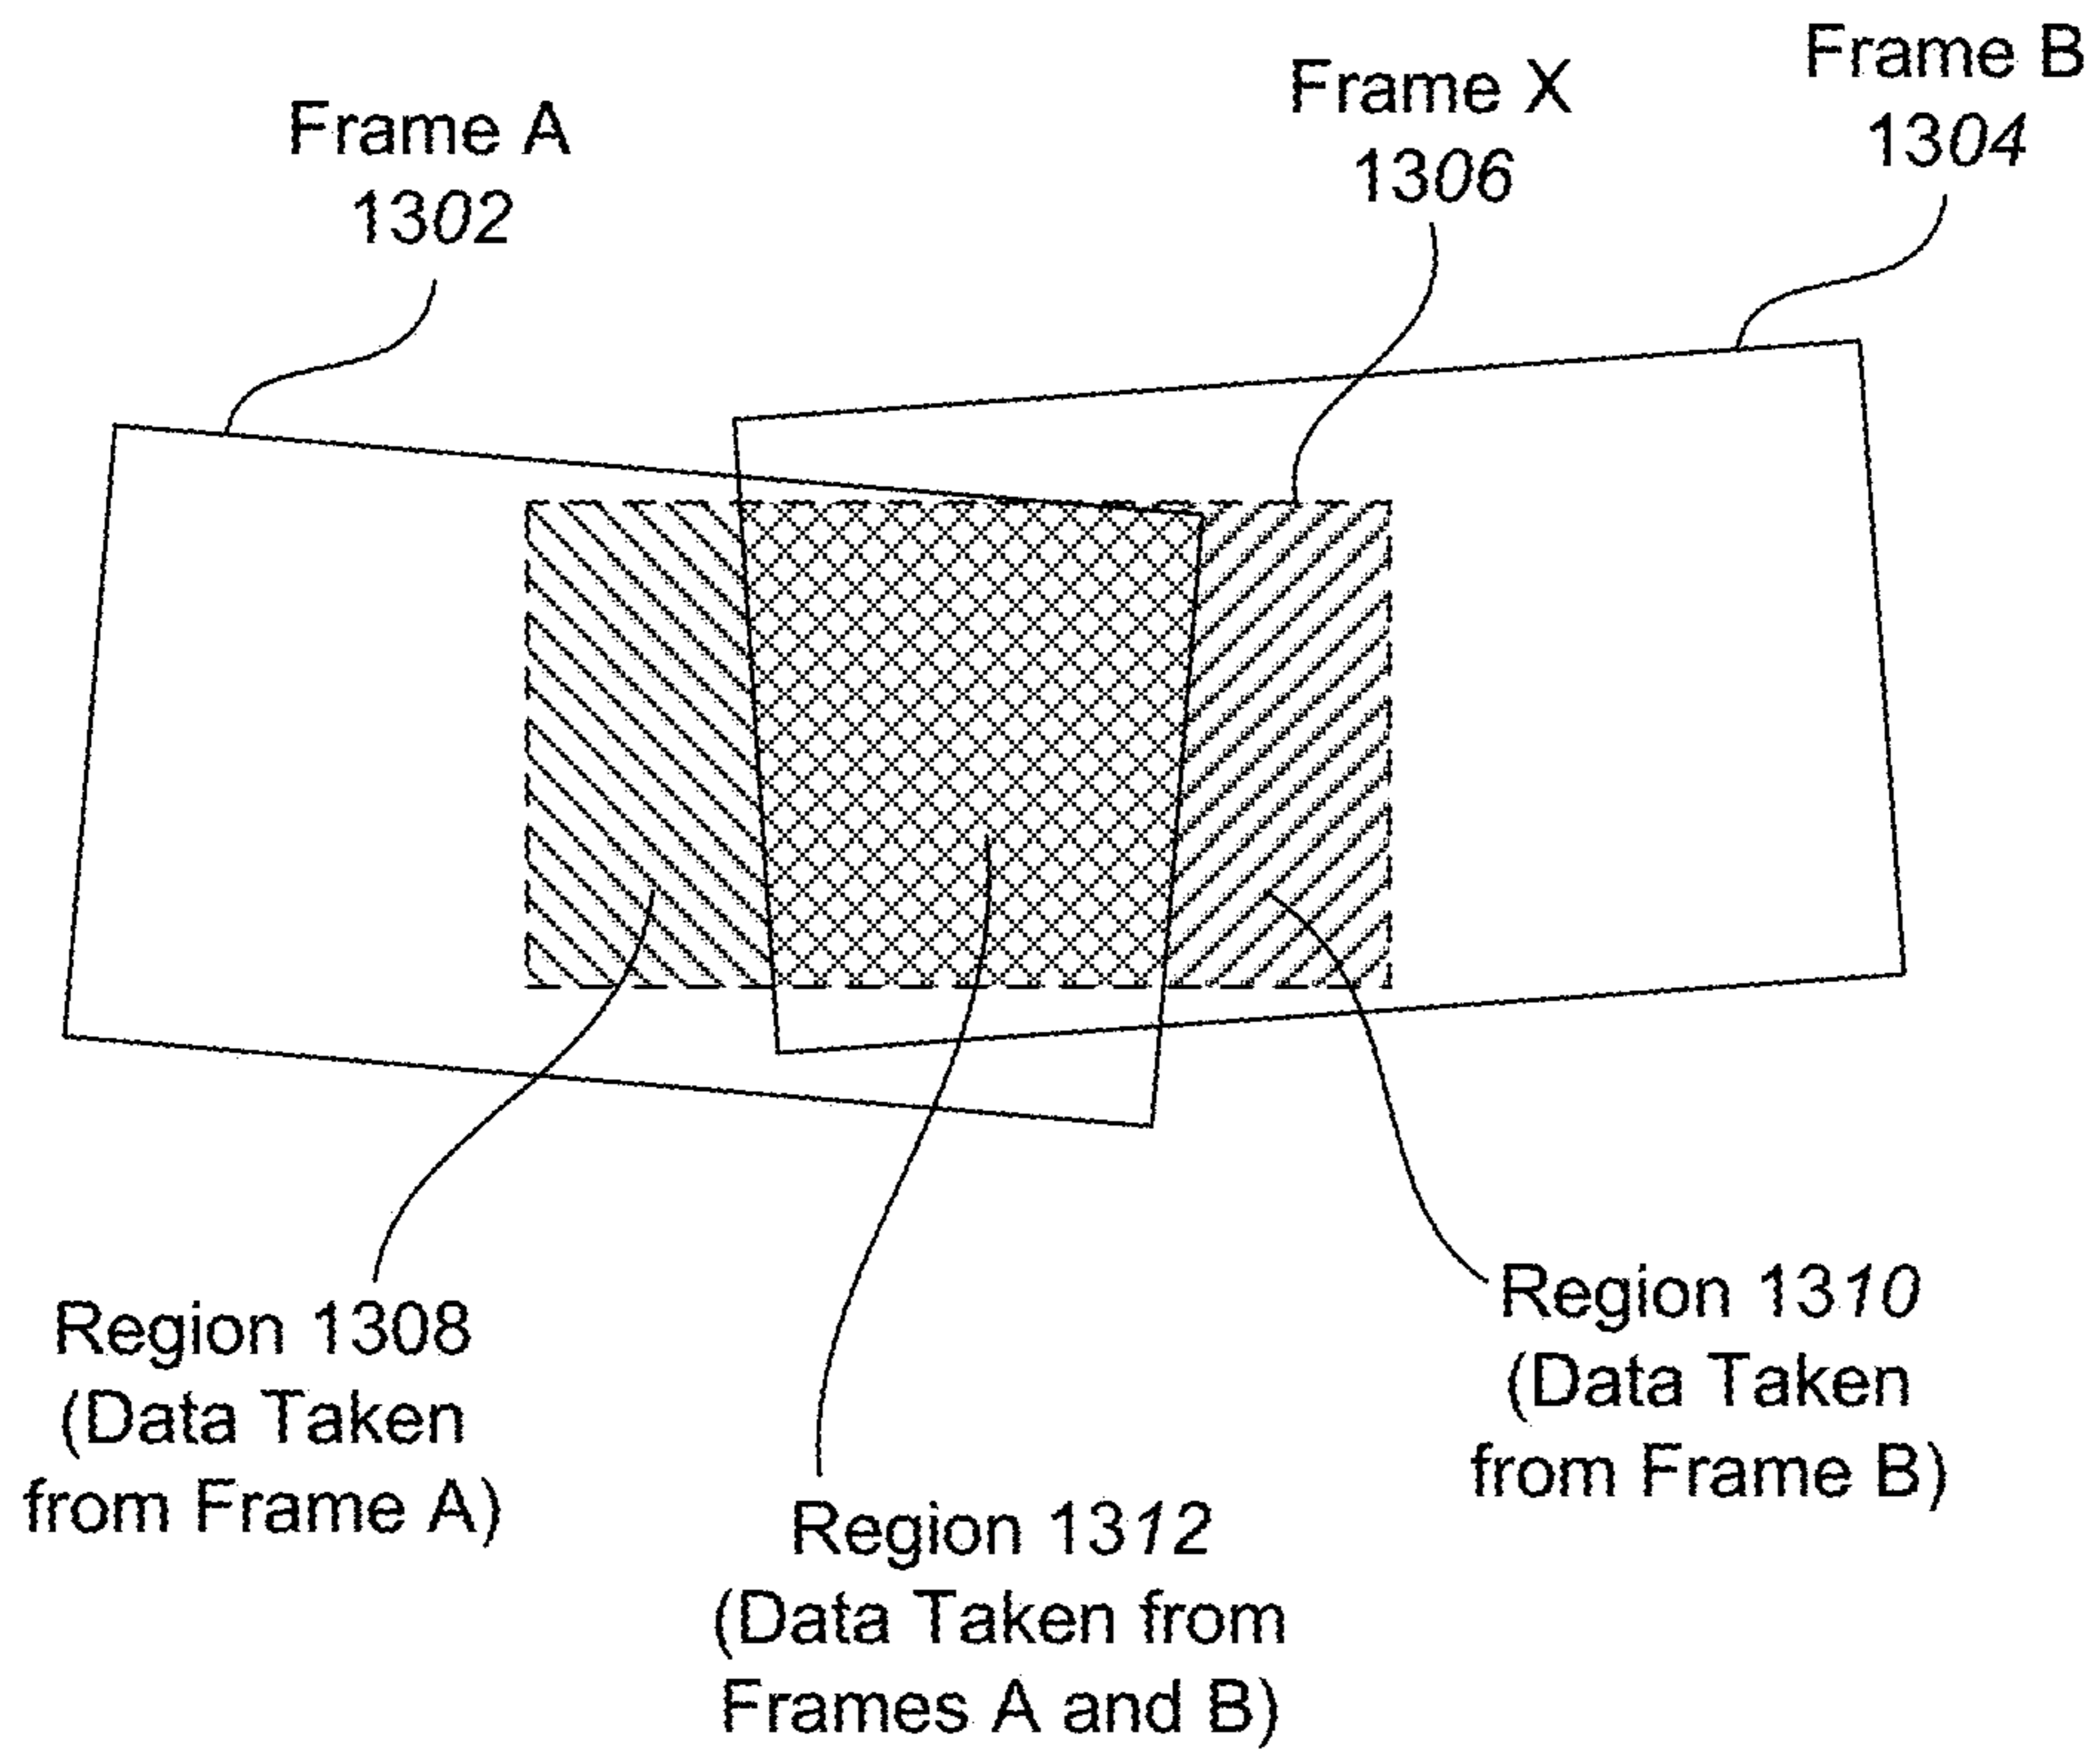 Frame A
1302
Frame X
1306
Frame B
1304
Region 1308
(Data Taken
from Frame A)
Region 1312
(Data Taken from
Frames A and B)
Region 1310
(Data Taken
from Frame B)